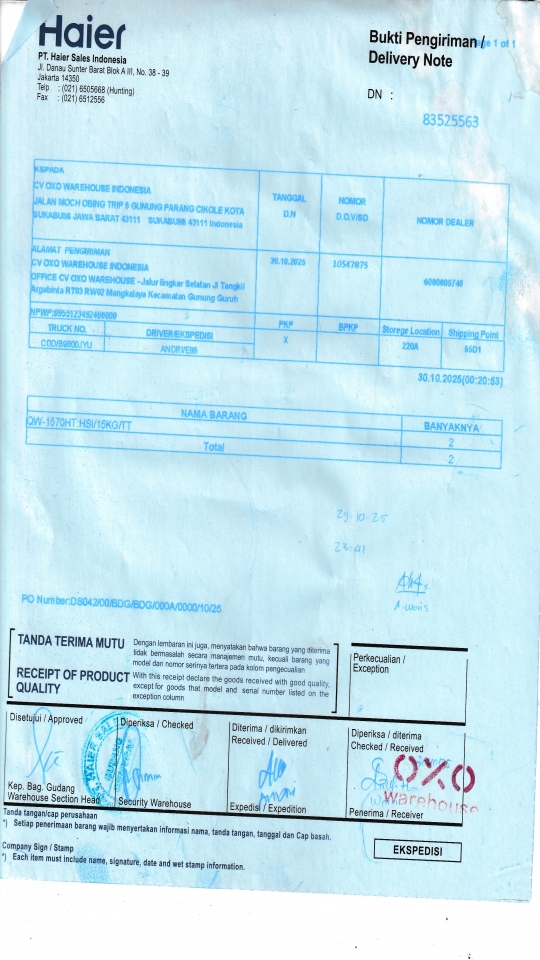 Haier
Bukti Pengiriman /
Delivery Note
Page 1 of 1
PT. Haier Sales Indonesia
Jl. Danau Sunter Barat Blok A III, No. 38 - 39
Jakarta 14350
Telp : (021) 6505668 (Hunting)
Fax : (021) 6512556
DN :
83525563
KEPADA
CV OXO WAREHOUSE INDONESIA
JALAN MOCH OBING TRIP 5 GUNUNG PARANG CIKOLE KOTA
SUKABUMI JAWA BARAT 43111 SUKABUMI 43111 Indonesia
TANGGAL
D.N
NOMOR
D.O.V/SO
NOMOR DEALER
ALAMAT PENGIRIMAN
CV OXO WAREHOUSE INDONESIA
OFFICE CV OXO WAREHOUSE -Jalur lingkar Selatan Jl Tangkil
Argabinta RT03 RW02 Mangkalaya Kecamatan Gunung Guruh
30.10.2025
10547875
TRUCK NO.
DRIVER/EKSPEDISI
PKP
BPKP
Storege Location
Shipping Point
X
220A
65D1
30.10.2025(00:20:53)
NAMA BARANG
BANYAKNYA
QW-1570HT:HSI/15KG/TT
2
Total
2
29-10-25
23:41
PO Number:DS042/00/BDG/BDG/000A/0000/10/25
TANDA TERIMA MUTU
Dengan lembaran ini juga, menyatakan bahwa barang yang diterima
tidak bermasalah secara manajemen mutu, kecuali barang yang
model dan nomor serinya tertera pada kolom pengecualian
RECEIPT OF PRODUCT
QUALITY
With this receipt declare the goods received with good quality,
except for goods that model and serial number listed on the
exception column
Perkecualian /
Exception
Disetujui / Approved
Diperiksa / Checked
Diterima / dikirimkan
Received / Delivered
Diperiksa / diterima
Checked / Received
OXO
warehouse
Kep. Bag. Gudang
Warehouse Section Head
Security Warehouse
Expedisi / Expedition
Penerima / Receiver
Tanda tangan/cap perusahaan
*) Setiap penerimaan barang wajib menyertakan informasi nama, tanda tangan, tanggal dan Cap basah.
Company Sign / Stamp
*) Each item must include name, signature, date and wet stamp information.
EKSPEDISI